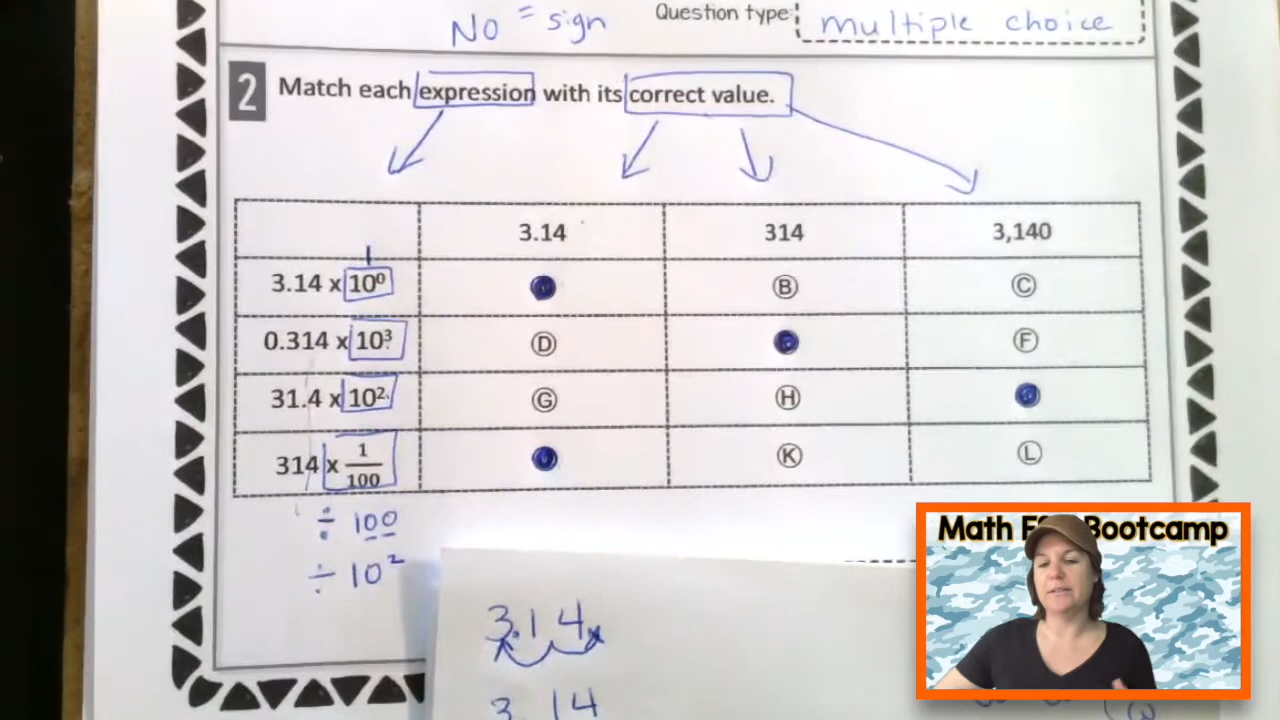 No = sign
Question type: multiple choice
2 Match each expression with its correct value.
3.14 314 3,140
1
3.14 x 10⁰ Ⓑ Ⓒ
0.314 x 10³ Ⓓ Ⓕ
31.4 x 10² Ⓖ Ⓗ
314 x 1/100 Ⓚ Ⓛ
÷ 100
÷ 10²
3.14
3.14
Math Bootcamp